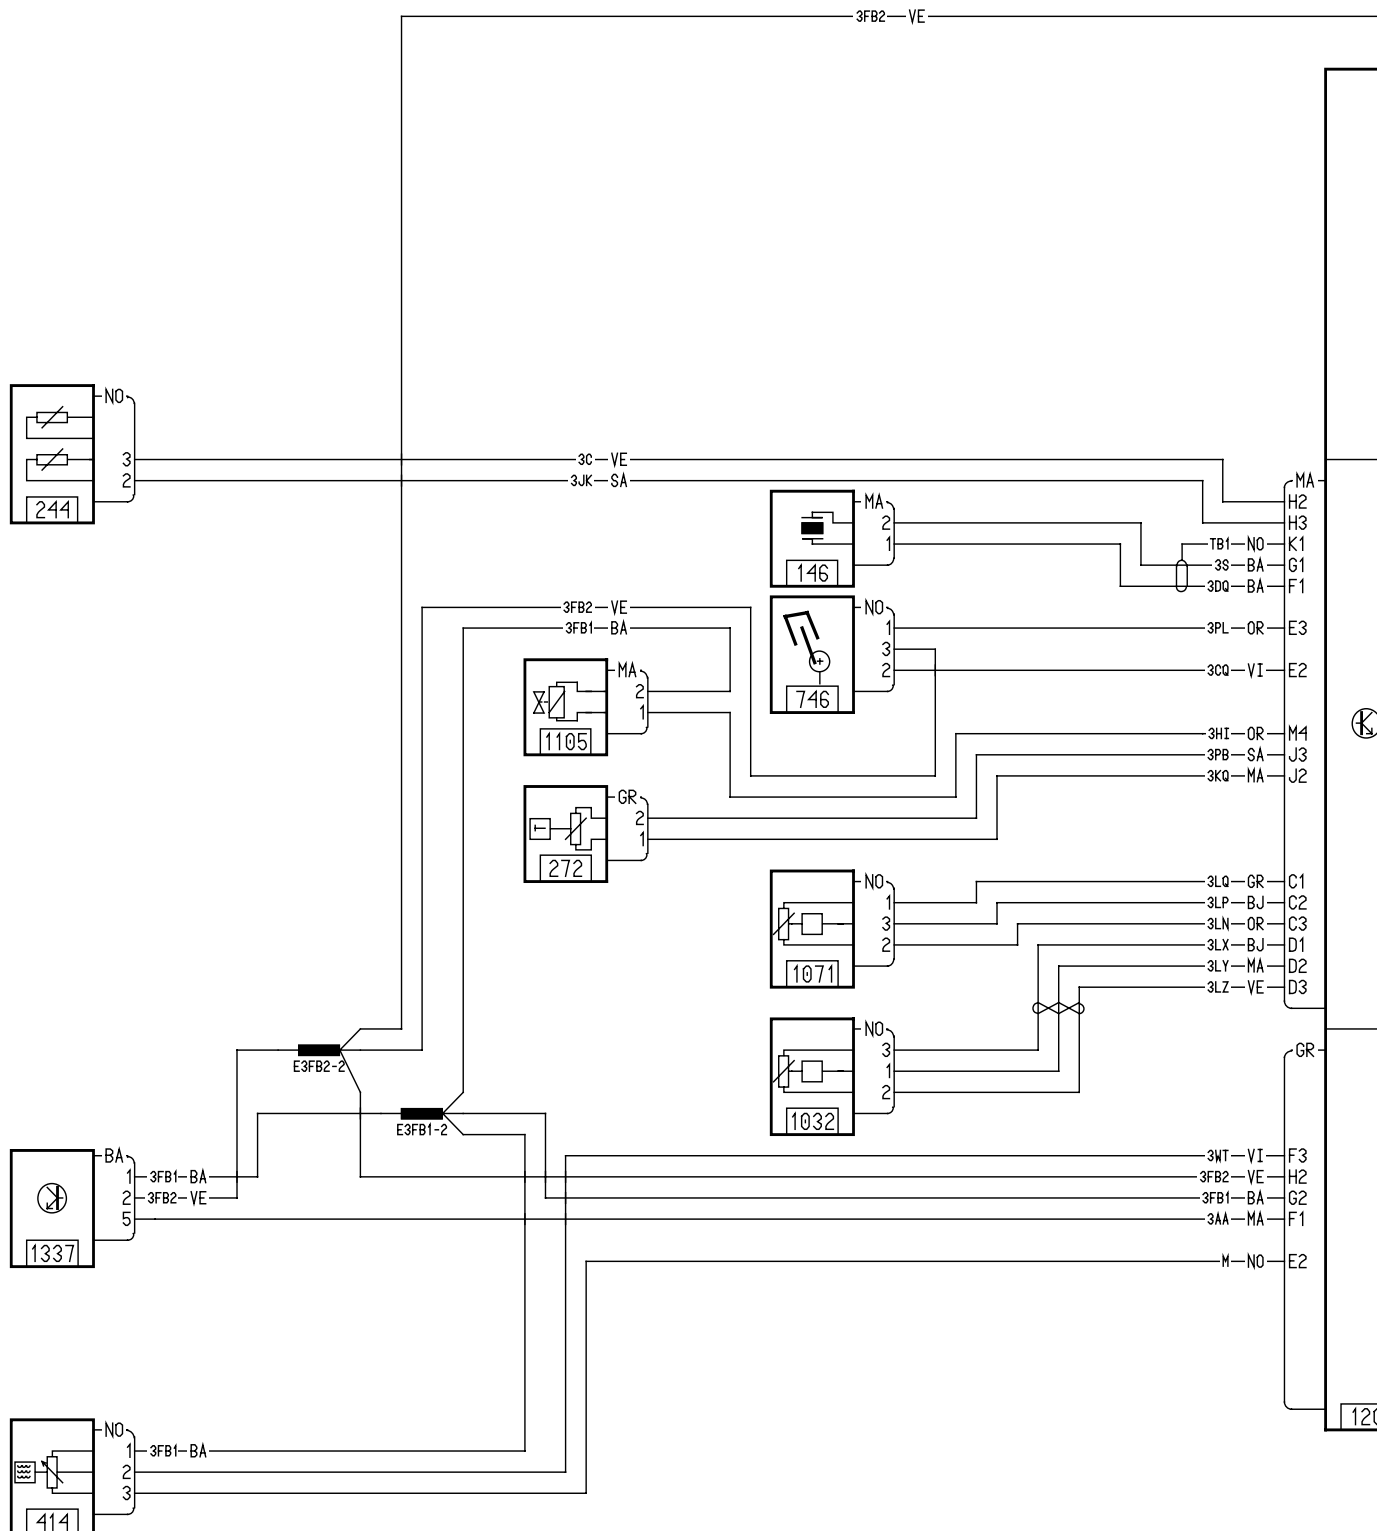 3FB2 VE
NO
3 3C VE
2 3JK SA
244
MA
H2
H3
MA
2
1
146
TB1 NO K1
3S BA G1
3DQ BA F1
3FB2 VE
3FB1 BA
NO
1 3PL OR E3
3
2 3CQ VI E2
746
MA
2
1
1105
3HI OR M4
3PB SA J3
3KQ MA J2
GR
2
1
272
T
NO
1
3
2
1071
3LQ GR C1
3LP BJ C2
3LN OR C3
3LX BJ D1
3LY MA D2
3LZ VE D3
NO
3
1
2
1032
GR
E3FB2-2
E3FB1-2
BA
1 3FB1 BA
2 3FB2 VE
5
1337
3WT VI F3
3FB2 VE H2
3FB1 BA G2
3AA MA F1
M NO E2
NO
1 3FB1 BA
2
3
414